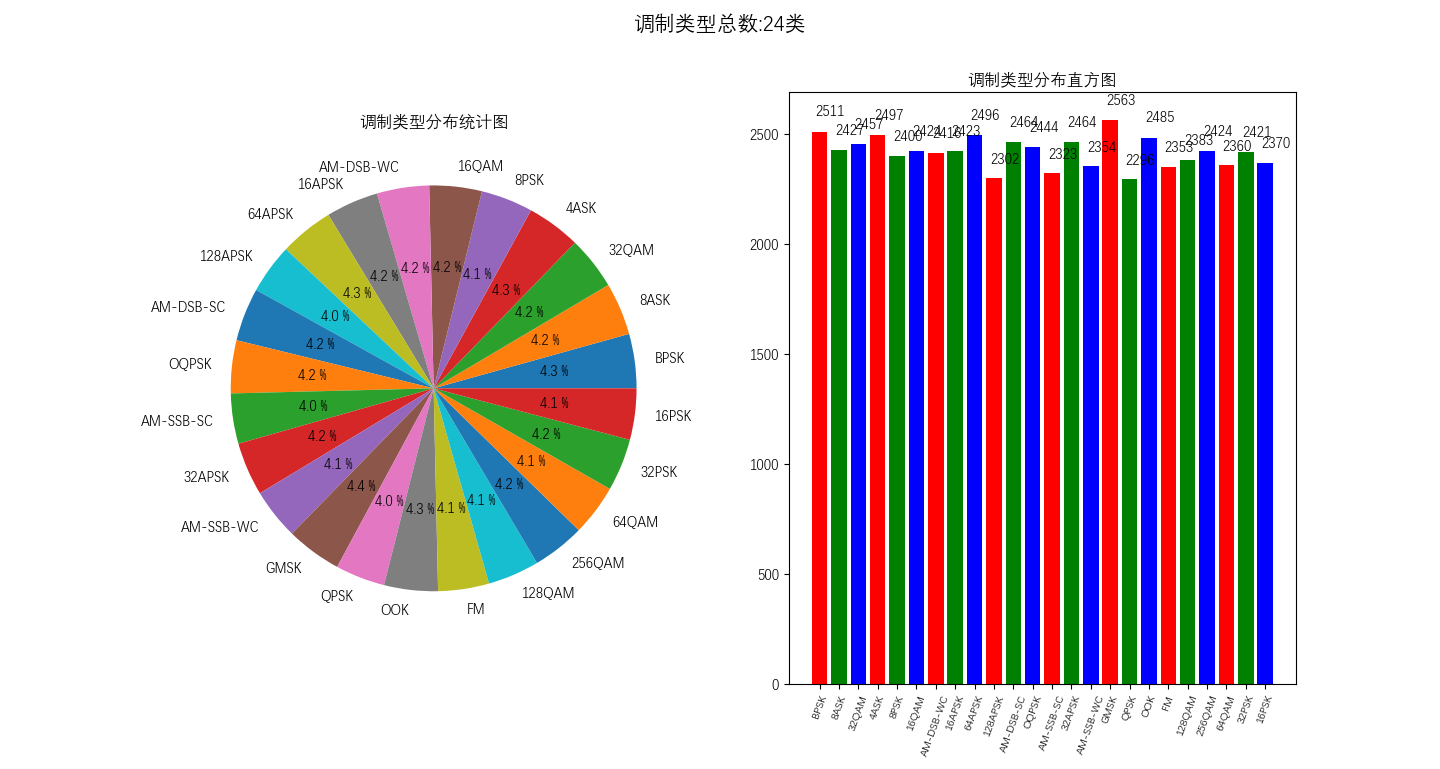 调制类型总数:24类
调制类型分布统计图
BPSK
4.3 %
8ASK
4.2 %
32QAM
4.2 %
4ASK
4.3 %
8PSK
4.1 %
16QAM
4.2 %
AM-DSB-WC
4.2 %
16APSK
4.2 %
64APSK
4.3 %
128APSK
4.0 %
AM-DSB-SC
4.2 %
OQPSK
4.2 %
AM-SSB-SC
4.0 %
32APSK
4.2 %
AM-SSB-WC
4.1 %
GMSK
4.4 %
QPSK
4.0 %
OOK
4.3 %
FM
4.1 %
128QAM
4.1 %
256QAM
4.2 %
64QAM
4.1 %
32PSK
4.2 %
16PSK
4.1 %
调制类型分布直方图
2500
2000
1500
1000
500
0
2511
2427
2457
2497
2400
2424
2416
2423
2496
2302
2464
2444
2323
2464
2354
2563
2296
2485
2353
2383
2424
2360
2421
2370
BPSK
8ASK
32QAM
4ASK
8PSK
16QAM
AM-DSB-WC
16APSK
64APSK
128APSK
AM-DSB-SC
OQPSK
AM-SSB-SC
32APSK
AM-SSB-WC
GMSK
QPSK
OOK
FM
128QAM
256QAM
64QAM
32PSK
16PSK